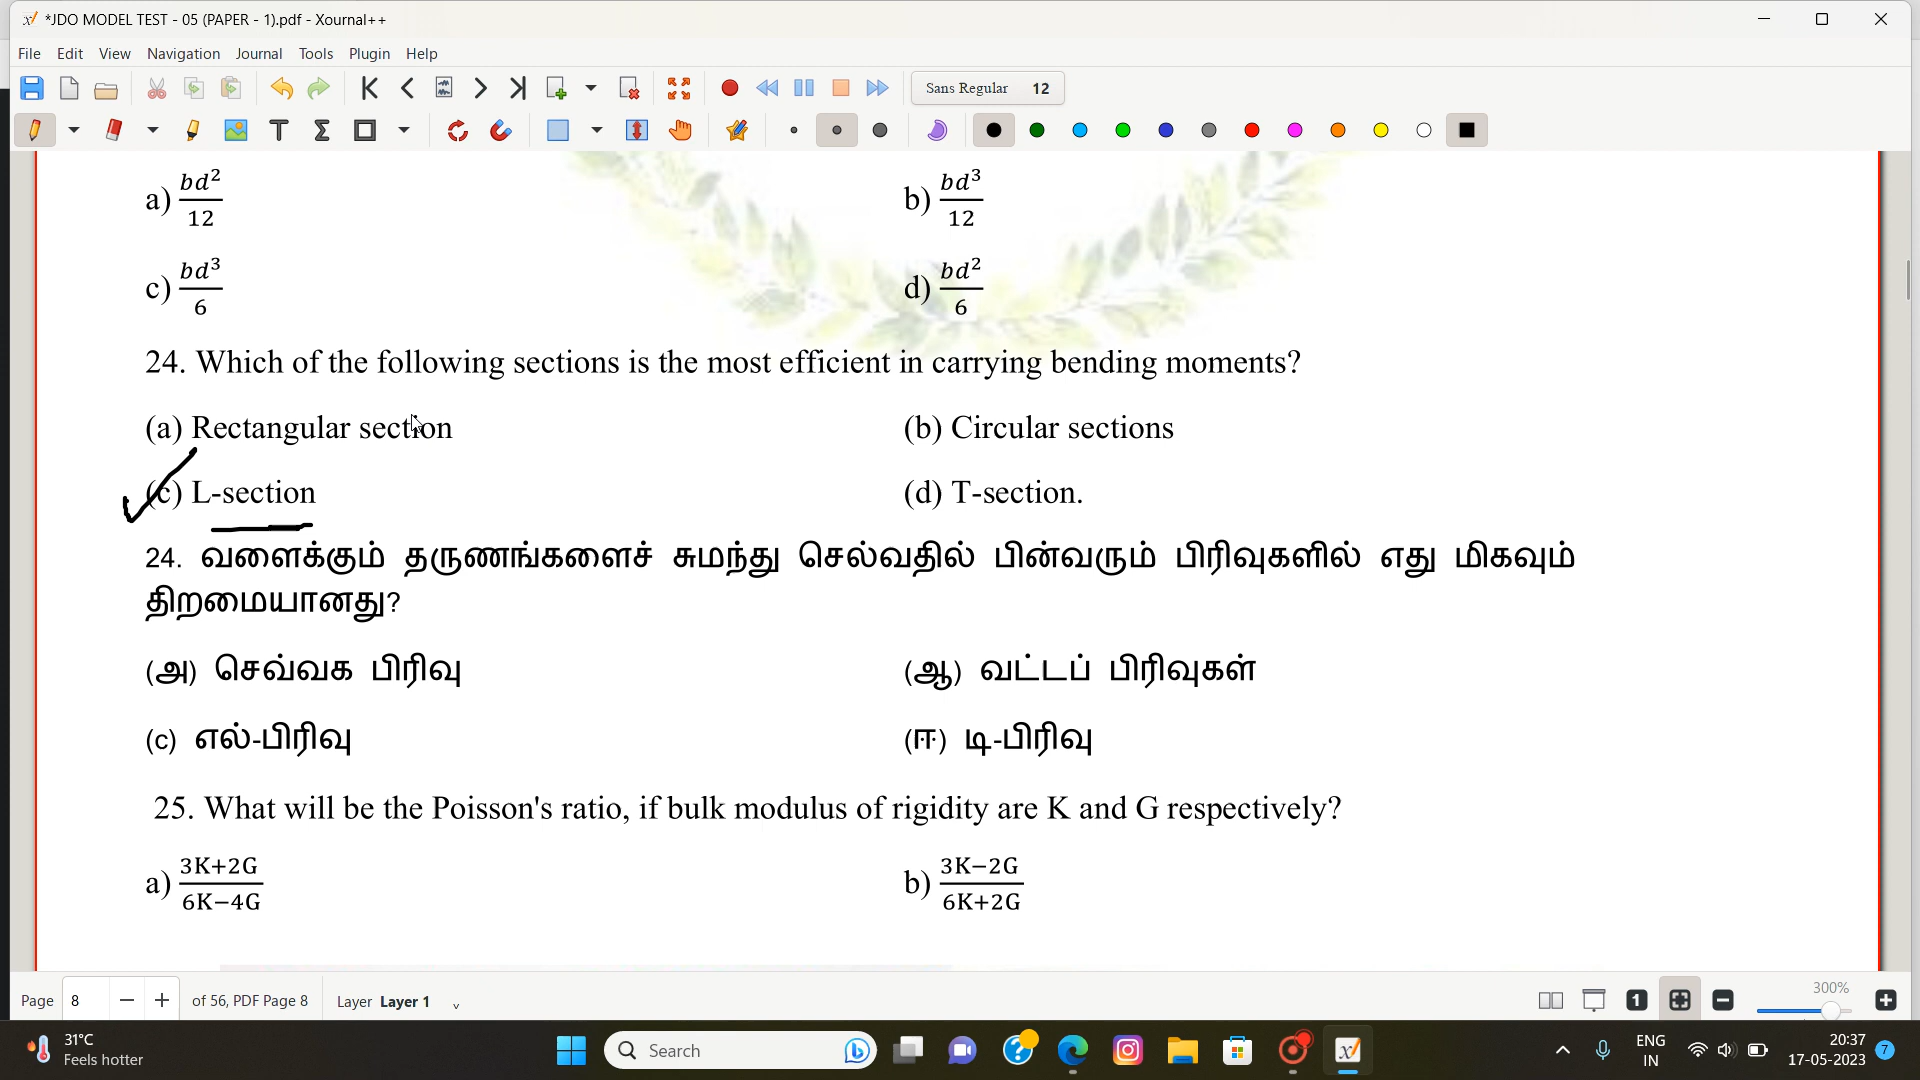 *JDO MODEL TEST - 05 (PAPER - 1).pdf - Xournal++
File Edit View Navigation Journal Tools Plugin Help
Sans Regular 12
a) bd²/12 b) bd³/12
c) bd³/6 d) bd²/6
24. Which of the following sections is the most efficient in carrying bending moments?
(a) Rectangular section (b) Circular sections
(c) L-section (d) T-section.
24. வளைக்கும் தருணங்களைச் சுமந்து செல்வதில் பின்வரும் பிரிவுகளில் எது மிகவும்
திறமையானது?
(அ) செவ்வக பிரிவு (ஆ) வட்டப் பிரிவுகள்
(c) எல்-பிரிவு (ஈ) டி-பிரிவு
25. What will be the Poisson's ratio, if bulk modulus of rigidity are K and G respectively?
a) 3K+2G/6K−4G b) 3K−2G/6K+2G
Page 8 of 56, PDF Page 8 Layer Layer 1 300%
31°C
Feels hotter
Search
ENG
IN
20:37
17-05-2023
7